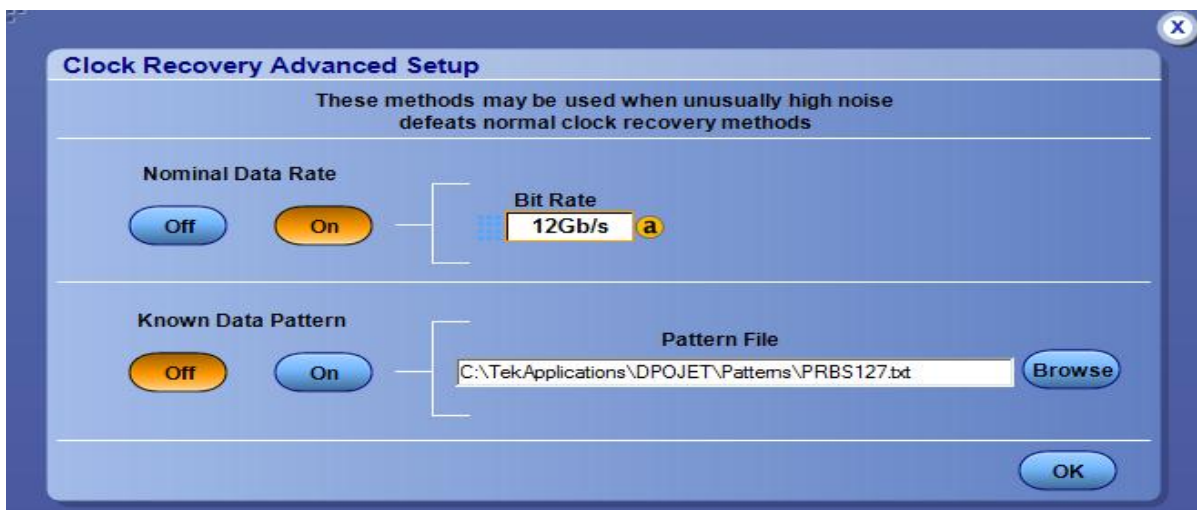 X
Clock Recovery Advanced Setup
These methods may be used when unusually high noise
defeats normal clock recovery methods
Nominal Data Rate
Off On
Bit Rate
12Gb/s a
Known Data Pattern
Off On
Pattern File
C:\TekApplications\DPOJET\Patterns\PRBS127.txt Browse
OK